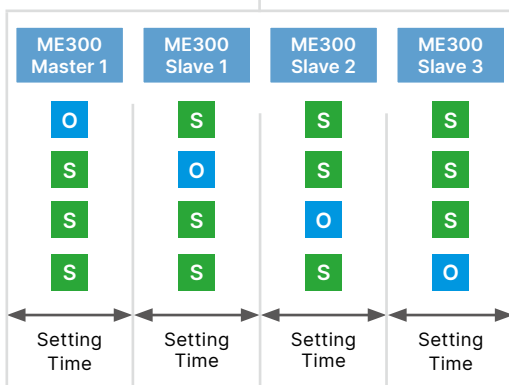 ME300 Master 1
ME300 Slave 1
ME300 Slave 2
ME300 Slave 3
O S S S
S O S S
S S O S
S S S O
Setting Time
Setting Time
Setting Time
Setting Time